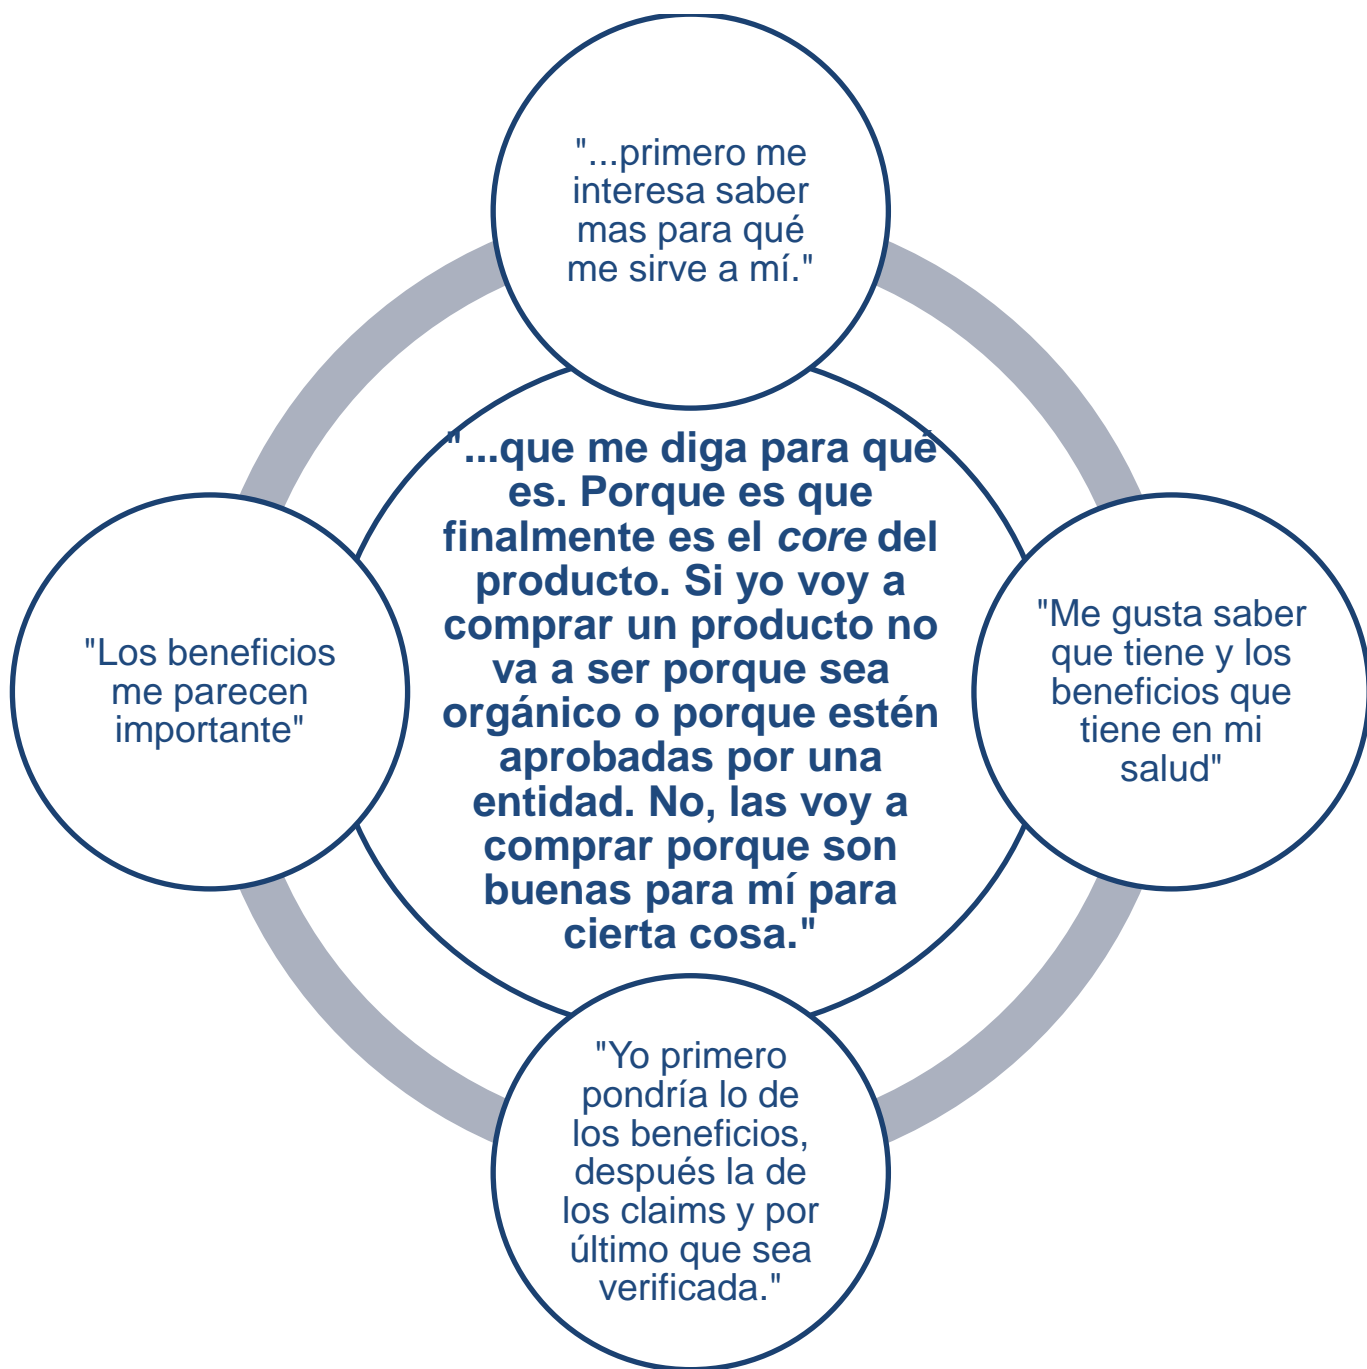 "...primero me
interesa saber
mas para qué
me sirve a mí."
"...que me diga para qué
es. Porque es que
finalmente es el core del
producto. Si yo voy a
comprar un producto no
va a ser porque sea
orgánico o porque estén
aprobadas por una
entidad. No, las voy a
comprar porque son
buenas para mí para
cierta cosa."
"Me gusta saber
que tiene y los
beneficios que
tiene en mi
salud"
"Yo primero
pondría lo de
los beneficios,
después la de
los claims y por
último que sea
verificada."
"Los beneficios
me parecen
importante"